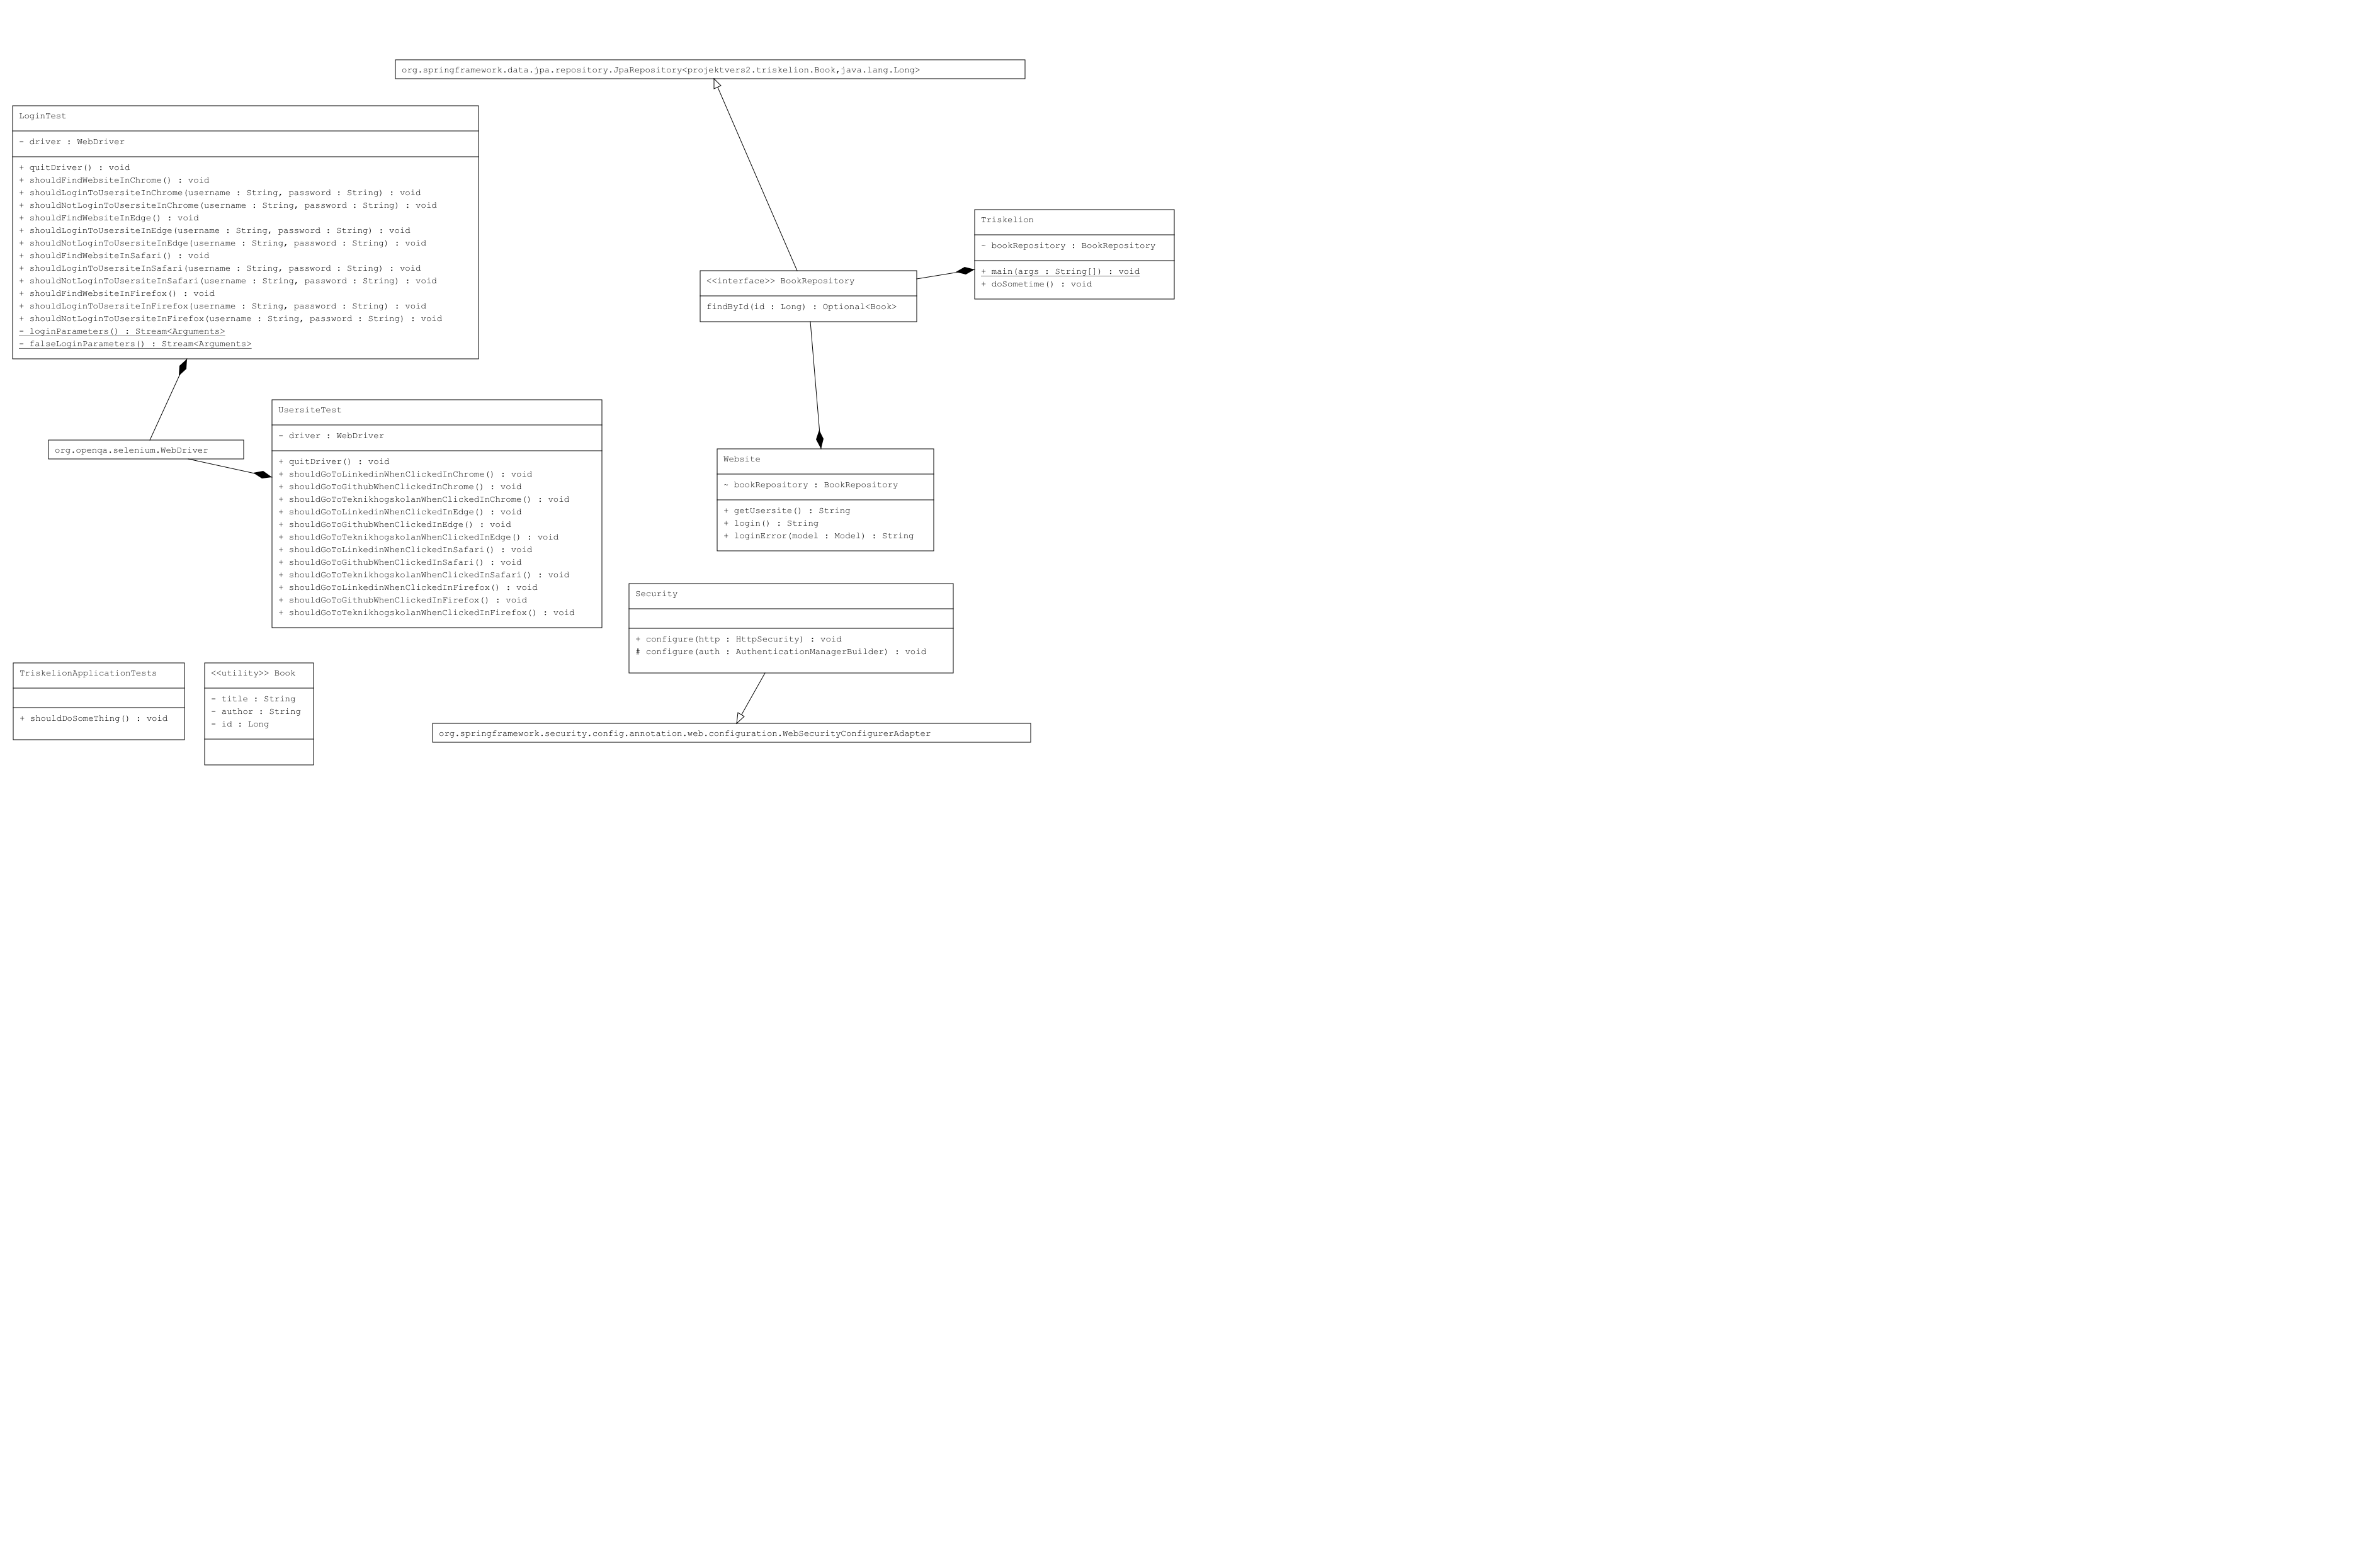 org.springframework.data.jpa.repository.JpaRepository<projektvers2.triskelion.Book,java.lang.Long>
LoginTest
- driver : WebDriver
+ quitDriver() : void
+ shouldFindWebsiteInChrome() : void
+ shouldLoginToUsersiteInChrome(username : String, password : String) : void
+ shouldNotLoginToUsersiteInChrome(username : String, password : String) : void
+ shouldFindWebsiteInEdge() : void
+ shouldLoginToUsersiteInEdge(username : String, password : String) : void
+ shouldNotLoginToUsersiteInEdge(username : String, password : String) : void
+ shouldFindWebsiteInSafari() : void
+ shouldLoginToUsersiteInSafari(username : String, password : String) : void
+ shouldNotLoginToUsersiteInSafari(username : String, password : String) : void
+ shouldFindWebsiteInFirefox() : void
+ shouldLoginToUsersiteInFirefox(username : String, password : String) : void
+ shouldNotLoginToUsersiteInFirefox(username : String, password : String) : void
- loginParameters() : Stream<Arguments>
- falseLoginParameters() : Stream<Arguments>
Triskelion
~ bookRepository : BookRepository
+ main(args : String[]) : void
+ doSometime() : void
<<interface>> BookRepository
findById(id : Long) : Optional<Book>
org.openqa.selenium.WebDriver
UsersiteTest
- driver : WebDriver
+ quitDriver() : void
+ shouldGoToLinkedinWhenClickedInChrome() : void
+ shouldGoToGithubWhenClickedInChrome() : void
+ shouldGoToTeknikhogskolanWhenClickedInChrome() : void
+ shouldGoToLinkedinWhenClickedInEdge() : void
+ shouldGoToGithubWhenClickedInEdge() : void
+ shouldGoToTeknikhogskolanWhenClickedInEdge() : void
+ shouldGoToLinkedinWhenClickedInSafari() : void
+ shouldGoToGithubWhenClickedInSafari() : void
+ shouldGoToTeknikhogskolanWhenClickedInSafari() : void
+ shouldGoToLinkedinWhenClickedInFirefox() : void
+ shouldGoToGithubWhenClickedInFirefox() : void
+ shouldGoToTeknikhogskolanWhenClickedInFirefox() : void
Website
~ bookRepository : BookRepository
+ getUsersite() : String
+ login() : String
+ loginError(model : Model) : String
Security
+ configure(http : HttpSecurity) : void
# configure(auth : AuthenticationManagerBuilder) : void
TriskelionApplicationTests
+ shouldDoSomeThing() : void
<<utility>> Book
- title : String
- author : String
- id : Long
org.springframework.security.config.annotation.web.configuration.WebSecurityConfigurerAdapter